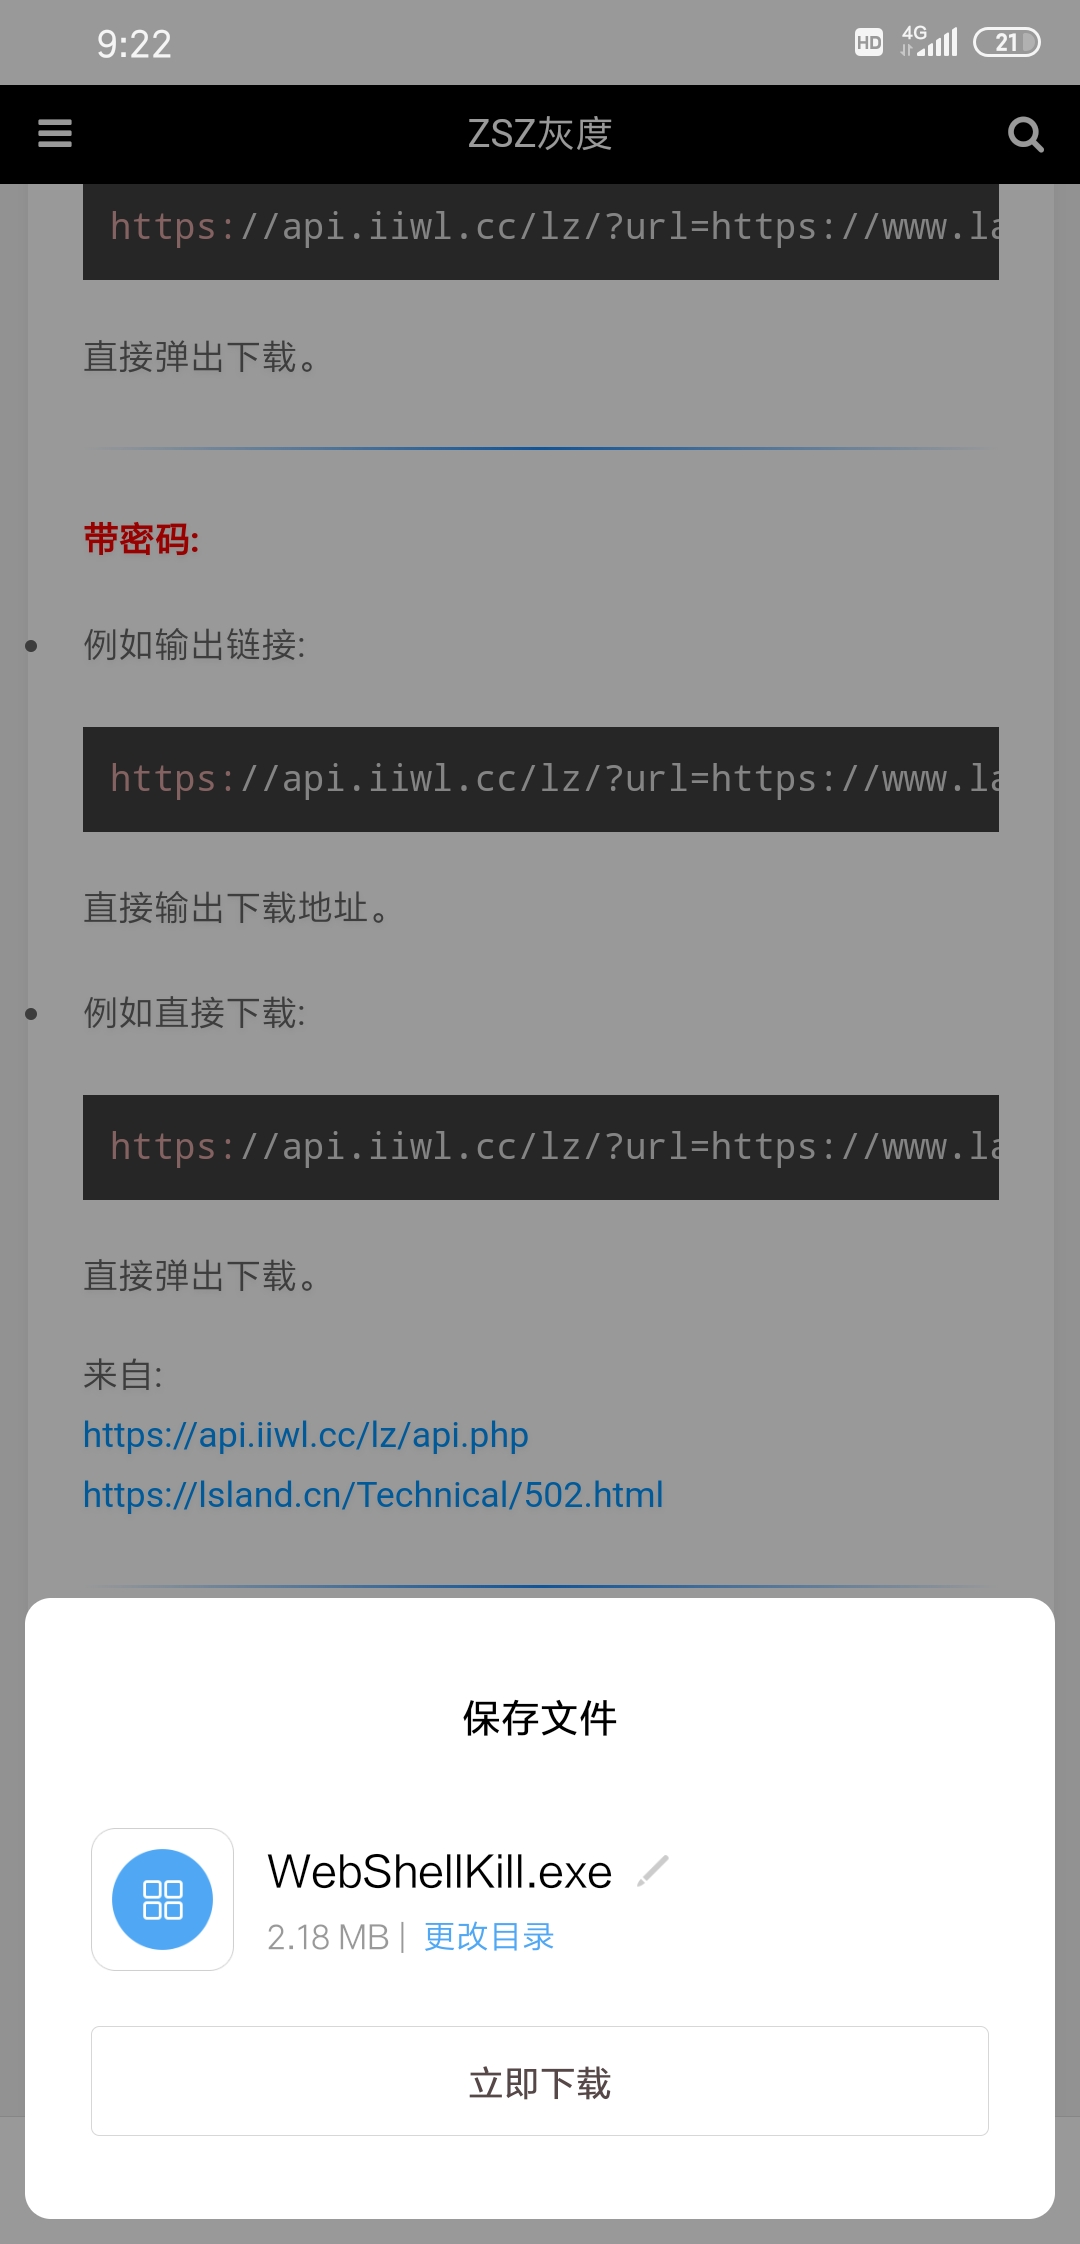 9:22
HD 4G 21
ZSZ灰度
https://api.iiwl.cc/lz/?url=https://www.la
直接弹出下载。
带密码:
例如输出链接:
https://api.iiwl.cc/lz/?url=https://www.la
直接输出下载地址。
例如直接下载:
https://api.iiwl.cc/lz/?url=https://www.la
直接弹出下载。
来自:
https://api.iiwl.cc/lz/api.php
https://lsland.cn/Technical/502.html
保存文件
WebShellKill.exe
2.18 MB | 更改目录
立即下载